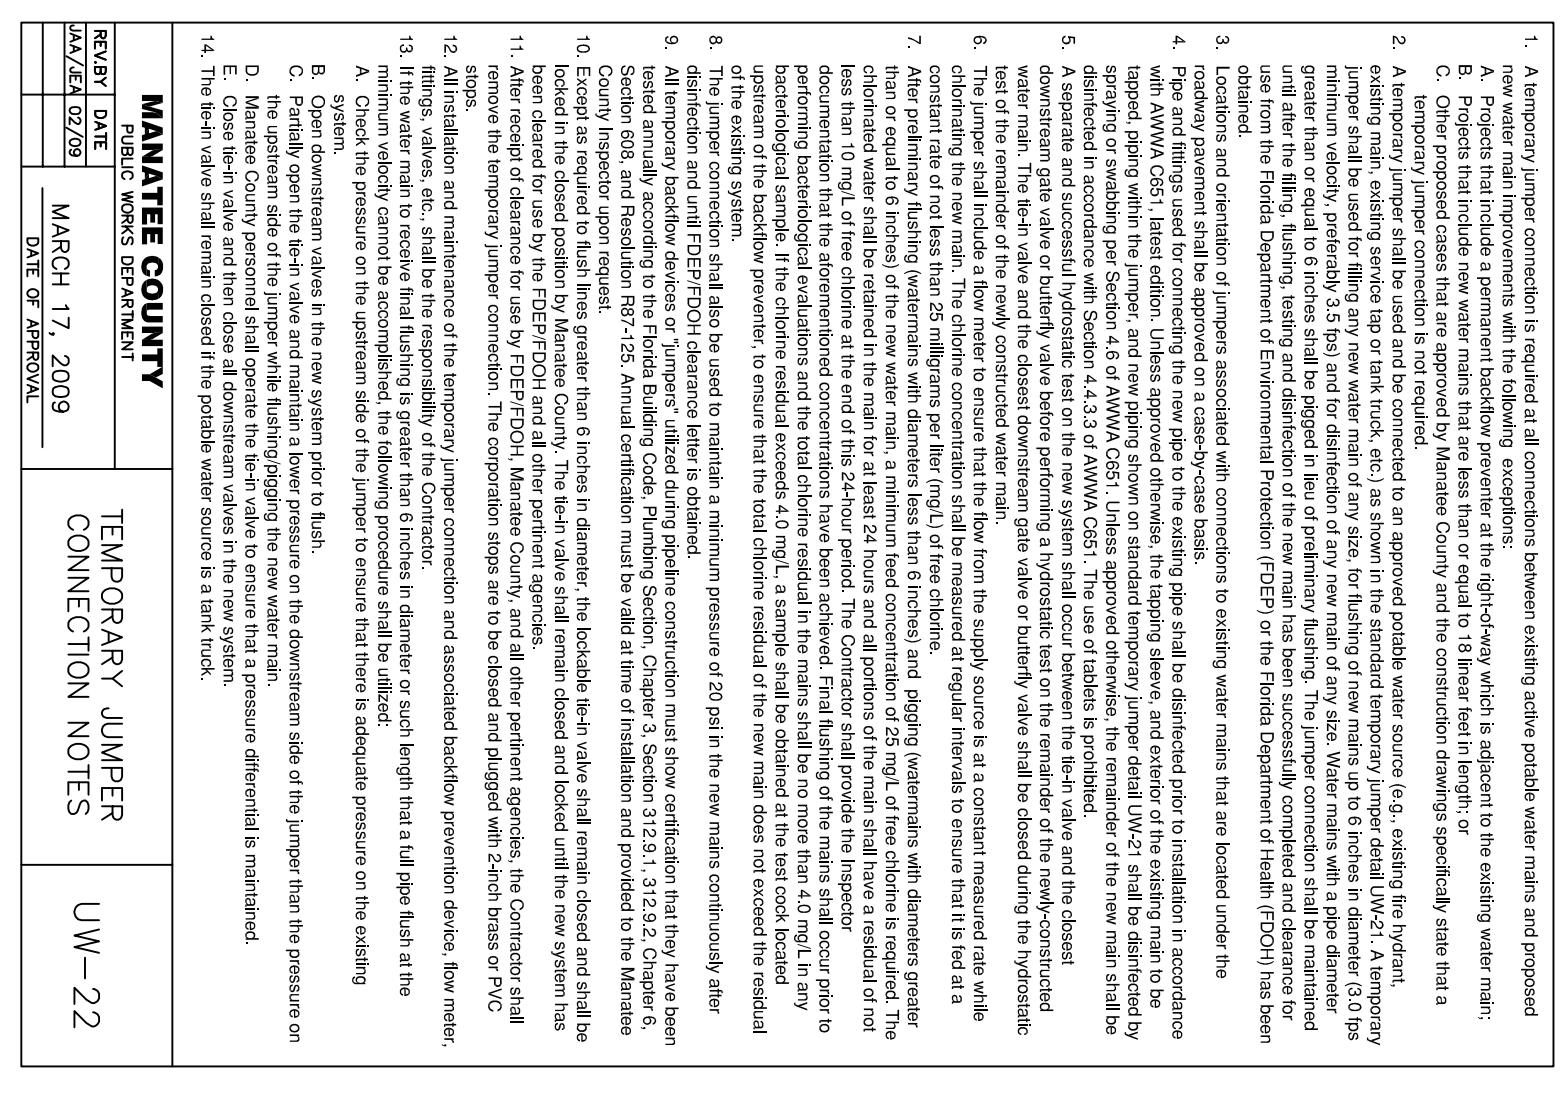 1. A temporary jumper connection is required at all connections between existing active potable water mains and proposed
new water main improvements with the following  exceptions:
A. Projects that include a permanent backflow preventer at the right-of-way which is adjacent to the existing water main;
B. Projects that include new water mains that are less than or equal to 18 linear feet in length; or
C. Other proposed cases that are approved by Manatee County and the construction drawings specifically state that a
temporary jumper connection is not required.
2. A temporary jumper shall be used and be connected to an approved potable water source (e.g., existing fire hydrant,
existing main, existing service tap or tank truck, etc.) as shown in the standard temporary jumper detail UW-21. A temporary
jumper shall be used for filling any new water main of any size, for flushing of new mains up to 6 inches in diameter (3.0 fps
minimum velocity, preferably 3.5 fps) and for disinfection of any new main of any size. Water mains with a pipe diameter
greater than or equal to 6 inches shall be pigged in lieu of preliminary flushing. The jumper connection shall be maintained
until after the filling, flushing, testing and disinfection of the new main has been successfully completed and clearance for
use from the Florida Department of Environmental Protection (FDEP) or the Florida Department of Health (FDOH) has been
obtained.
3. Locations and orientation of jumpers associated with connections to existing water mains that are located under the
roadway pavement shall be approved on a case-by-case basis.
4. Pipe and fittings used for connecting the new pipe to the existing pipe shall be disinfected prior to installation in accordance
with AWWA C651, latest edition. Unless approved otherwise, the tapping sleeve, and exterior of the existing main to be
tapped, piping within the jumper, and new piping shown on standard temporary jumper detail UW-21 shall be disinfected by
spraying or swabbing per Section 4.6 of AWWA C651. Unless approved otherwise, the remainder of the new main shall be
disinfected in accordance with Section 4.4.3 of AWWA C651. The use of tablets is prohibited.
5. A separate and successful hydrostatic test on the new system shall occur between the tie-in valve and the closest
downstream gate valve or butterfly valve before performing a hydrostatic test on the remainder of the newly-constructed
water main. The tie-in valve and the closest downstream gate valve or butterfly valve shall be closed during the hydrostatic
test of the remainder of the newly constructed water main.
6. The jumper shall include a flow meter to ensure that the flow from the supply source is at a constant measured rate while
chlorinating the new main. The chlorine concentration shall be measured at regular intervals to ensure that it is fed at a
constant rate of not less than 25 milligrams per liter (mg/L) of free chlorine.
7. After preliminary flushing (watermains with diameters less than 6 inches) and  pigging (watermains with diameters greater
than or equal to 6 inches) of the new water main, a minimum feed concentration of 25 mg/L of free chlorine is required. The
chlorinated water shall be retained in the main for at least 24 hours and all portions of the main shall have a residual of not
less than 10 mg/L of free chlorine at the end of this 24-hour period. The Contractor shall provide the Inspector
documentation that the aforementioned concentrations have been achieved. Final flushing of the mains shall occur prior to
performing bacteriological evaluations and the total chlorine residual in the mains shall be no more than 4.0 mg/L in any
bacteriological sample. If the chlorine residual exceeds 4.0 mg/L, a sample shall be obtained at the test cock located
upstream of the backflow preventer, to ensure that the total chlorine residual of the new main does not exceed the residual
of the existing system.
8. The jumper connection shall also be used to maintain a minimum pressure of 20 psi in the new mains continuously after
disinfection and until FDEP/FDOH clearance letter is obtained.
9. All temporary backflow devices or "jumpers" utilized during pipeline construction must show certification that they have been
tested annually according to the Florida Building Code, Plumbing Section, Chapter 3, Section 312.9.1, 312.9.2, Chapter 6,
Section 608, and Resolution R87-125. Annual certification must be valid at time of installation and provided to the Manatee
County Inspector upon request.
10. Except as required to flush lines greater than 6 inches in diameter, the lockable tie-in valve shall remain closed and shall be
locked in the closed position by Manatee County. The tie-in valve shall remain closed and locked until the new system has
been cleared for use by the FDEP/FDOH and all other pertinent agencies.
11. After receipt of clearance for use by FDEP/FDOH, Manatee County, and all other pertinent agencies, the Contractor shall
remove the temporary jumper connection. The corporation stops are to be closed and plugged with 2-inch brass or PVC
stops.
12. All installation and maintenance of the temporary jumper connection and associated backflow prevention device, flow meter,
fittings, valves, etc., shall be the responsibility of the Contractor.
13. If the water main to receive final flushing is greater than 6 inches in diameter or such length that a full pipe flush at the
minimum velocity cannot be accomplished, the following procedure shall be utilized:
A. Check the pressure on the upstream side of the jumper to ensure that there is adequate pressure on the existing
system.
B. Open downstream valves in the new system prior to flush.
C. Partially open the tie-in valve and maintain a lower pressure on the downstream side of the jumper than the pressure on
the upstream side of the jumper while flushing/pigging the new water main.
D. Manatee County personnel shall operate the tie-in valve to ensure that a pressure differential is maintained.
E. Close tie-in valve and then close all downstream valves in the new system.
14. The tie-in valve shall remain closed if the potable water source is a tank truck.
MANATEE COUNTY
PUBLIC WORKS DEPARTMENT
REV.BY DATE
JAA/JEA 02/09
MARCH 17, 2009
DATE OF APPROVAL
TEMPORARY JUMPER
CONNECTION NOTES
UW-22